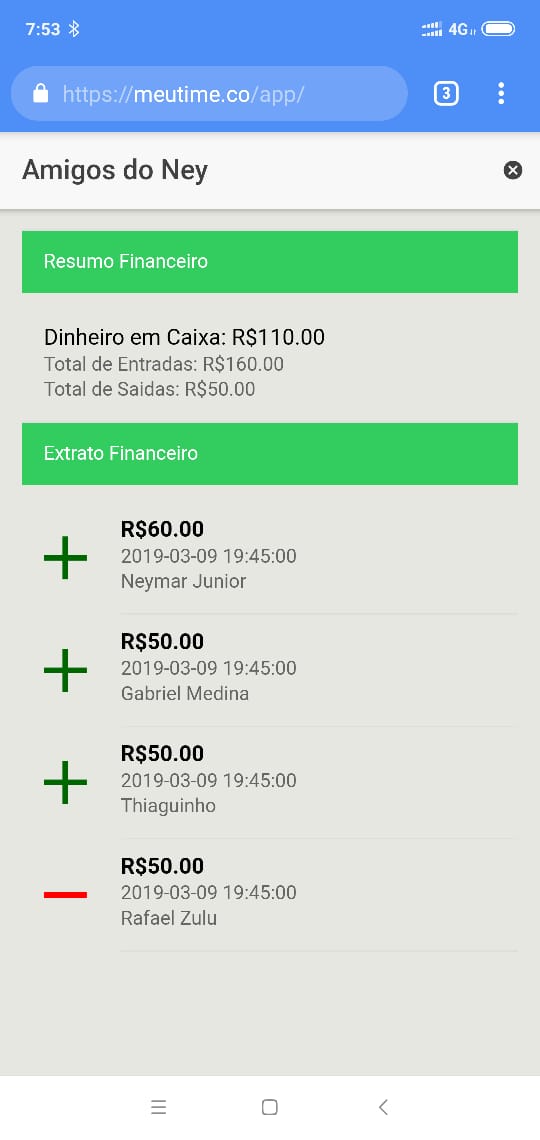 7:53
4G
https://meutime.co/app/
3
Amigos do Ney
Resumo Financeiro
Dinheiro em Caixa: R$110.00
Total de Entradas: R$160.00
Total de Saidas: R$50.00
Extrato Financeiro
R$60.00
2019-03-09 19:45:00
Neymar Junior
R$50.00
2019-03-09 19:45:00
Gabriel Medina
R$50.00
2019-03-09 19:45:00
Thiaguinho
R$50.00
2019-03-09 19:45:00
Rafael Zulu